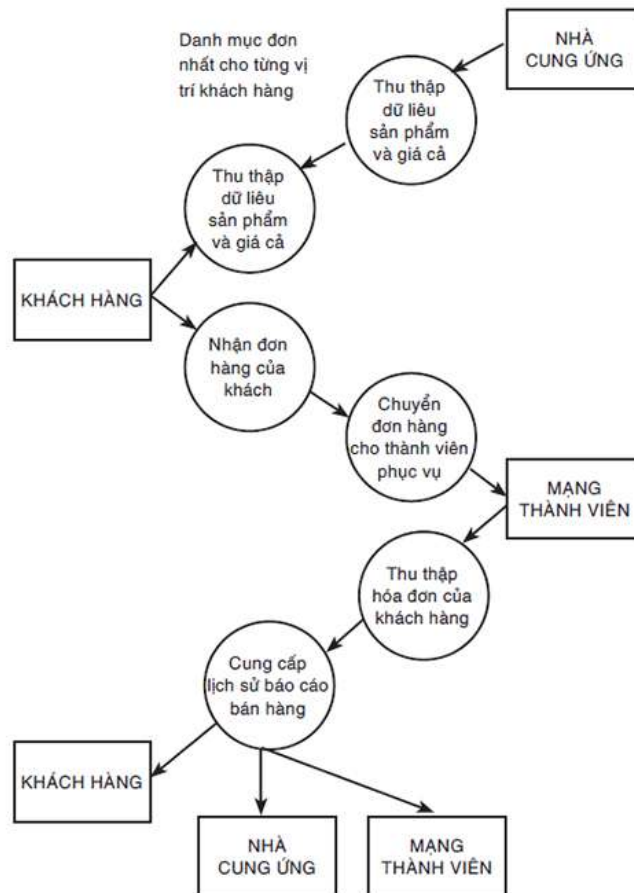 Danh mục đơn
nhất cho từng vị
trí khách hàng
NHÀ
CUNG ỨNG
Thu thập
dữ liêu
sản phẩm
và giá cả
Thu thập
dữ liêu
sản phẩm
và giá cả
KHÁCH HÀNG
Nhận đơn
hàng của
khách
Chuyển
đơn hàng
cho thành viên
phục vụ
MẠNG
THÀNH VIÊN
Thu thập
hóa đơn của
khách hàng
Cung cấp
lịch sử báo cáo
bán hàng
KHÁCH HÀNG
NHÀ
CUNG ỨNG
MẠNG
THÀNH VIÊN